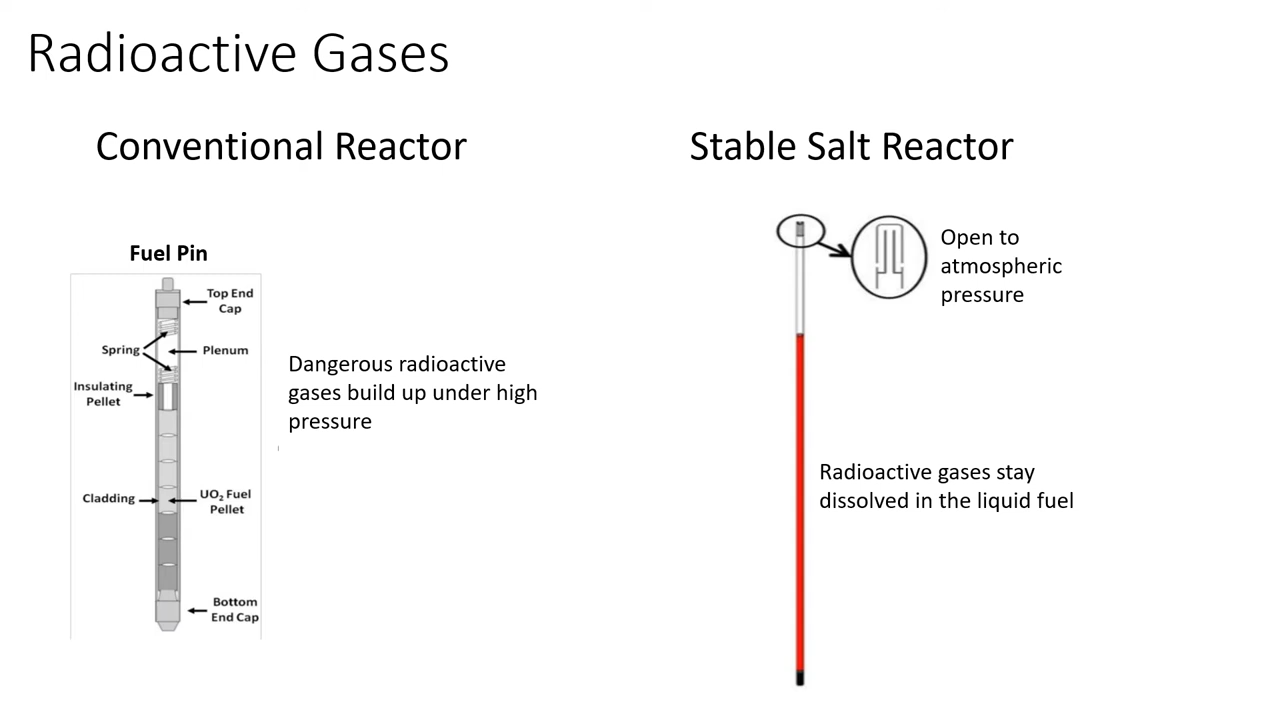 Radioactive Gases
Conventional Reactor
Stable Salt Reactor
Fuel Pin
Top End
Cap
Spring
Plenum
Insulating
Pellet
Cladding
UO₂ Fuel
Pellet
Bottom
End Cap
Dangerous radioactive
gases build up under high
pressure
Open to
atmospheric
pressure
Radioactive gases stay
dissolved in the liquid fuel